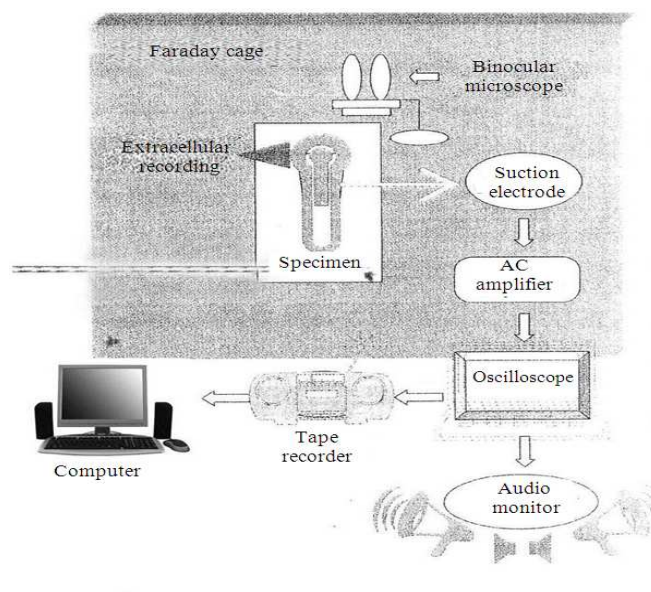 Faraday cage
Binocular
microscope
Extracellular
recording
Suction
electrode
Specimen
AC
amplifier
Oscilloscope
Tape
recorder
Computer
Audio
monitor